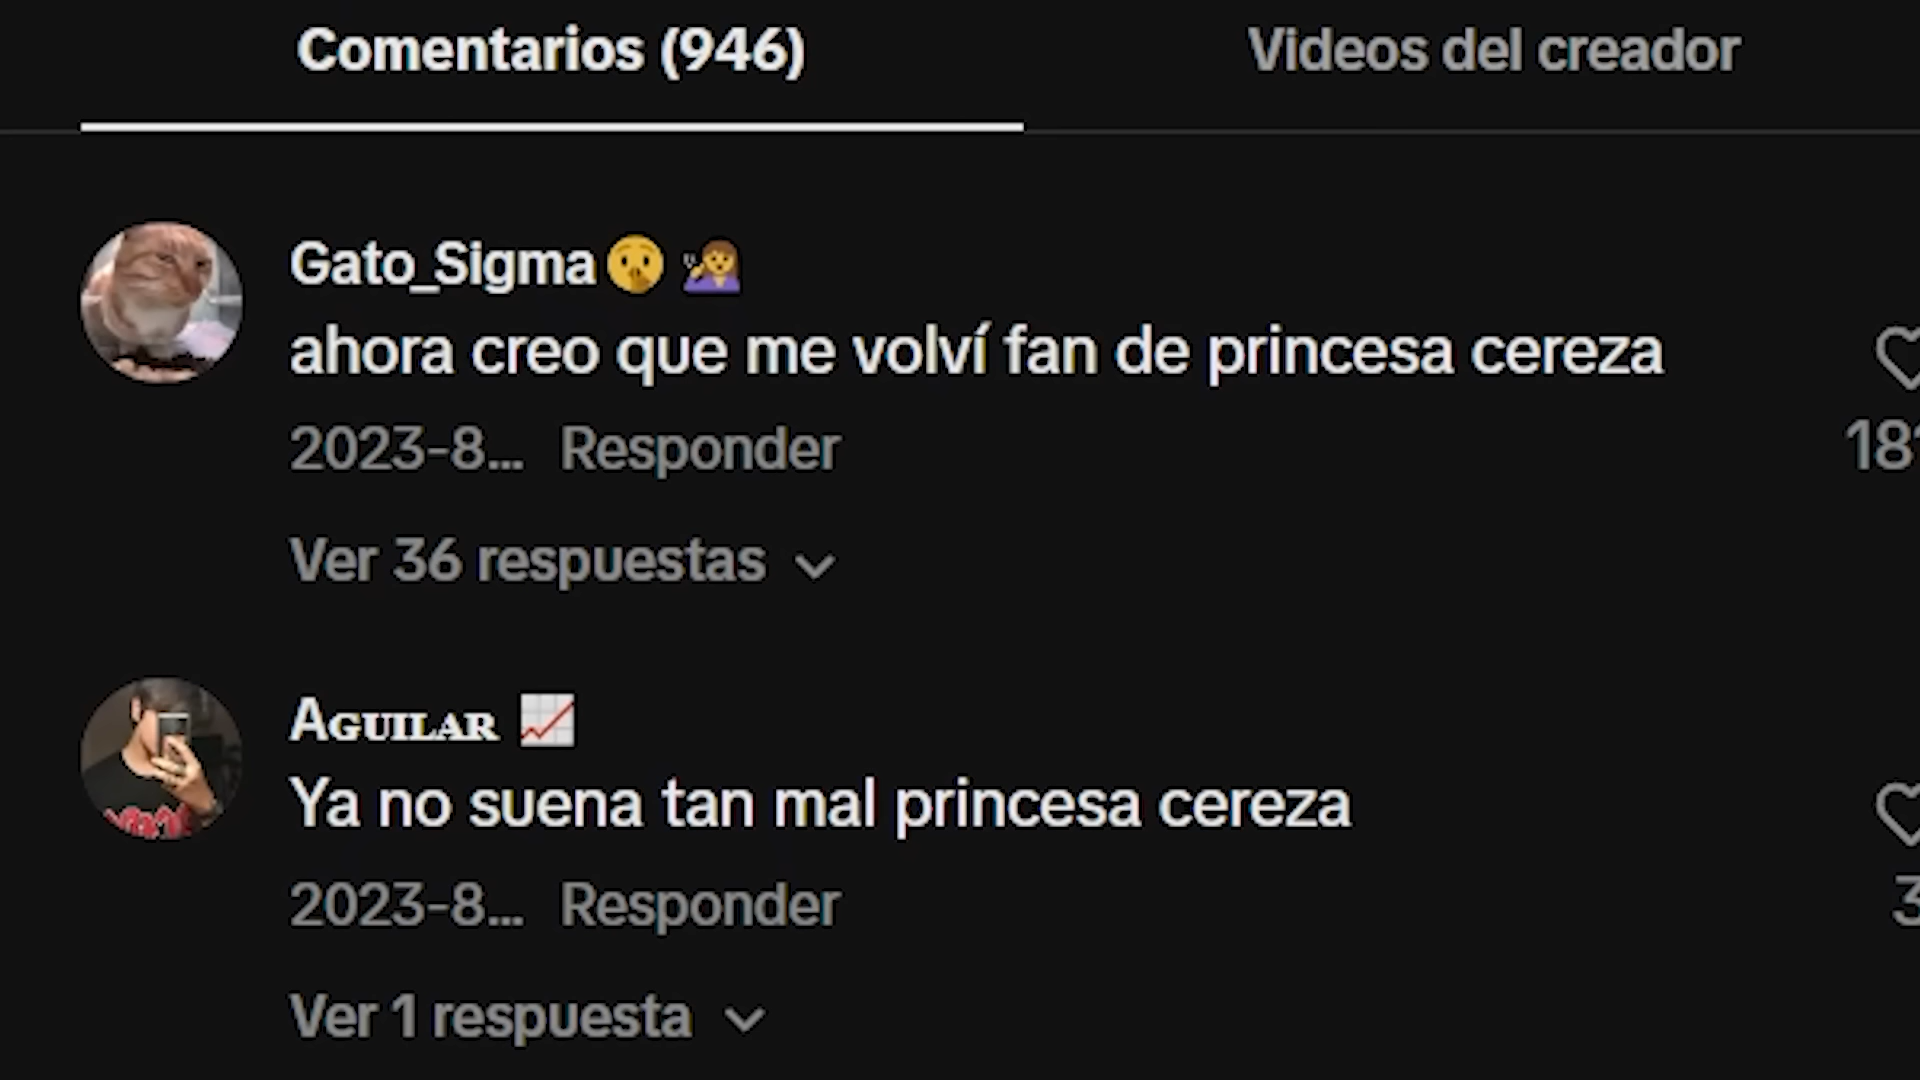 Comentarios (946)
Videos del creador
Gato_Sigma🫢 🧏‍♀️
ahora creo que me volví fan de princesa cereza
2023-8... Responder
Ver 36 respuestas
Aɢᴜɪʟᴀʀ 📈
Ya no suena tan mal princesa cereza
2023-8... Responder
Ver 1 respuesta